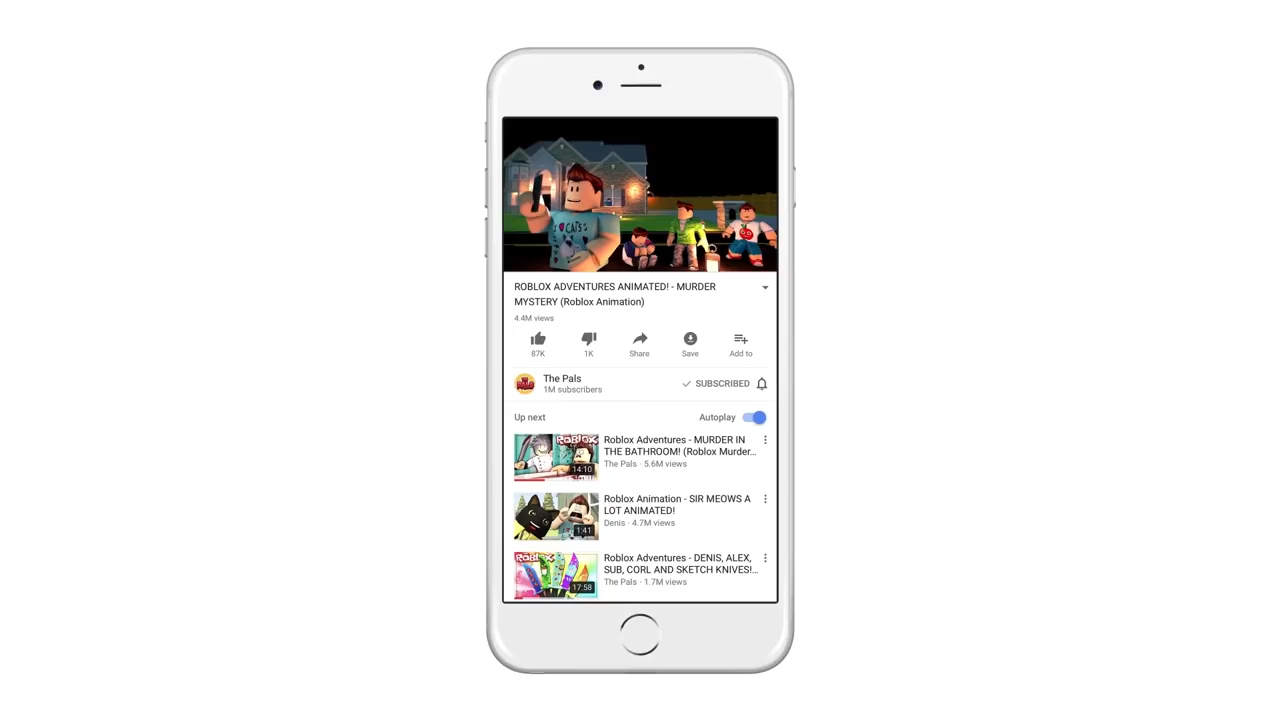 I ♥ CATS
ROBLOX ADVENTURES ANIMATED! - MURDER
MYSTERY (Roblox Animation)
4.4M views
87K
1K
Share
Save
Add to
The Pals
1M subscribers
SUBSCRIBED
Up next
Autoplay
ROBLOX
14:10
Roblox Adventures - MURDER IN
THE BATHROOM! (Roblox Murder...
The Pals · 5.6M views
1:41
Roblox Animation - SIR MEOWS A
LOT ANIMATED!
Denis · 4.7M views
ROBLOX
17:58
Roblox Adventures - DENIS, ALEX,
SUB, CORL AND SKETCH KNIVES!...
The Pals · 1.7M views